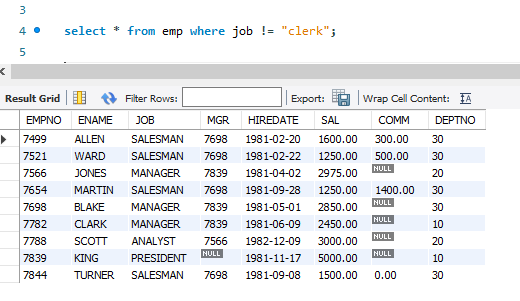 3
4 select * from emp where job != "clerk";
5
Result Grid Filter Rows: Export: Wrap Cell Content: IA
EMPNO ENAME JOB MGR HIREDATE SAL COMM DEPTNO
7499 ALLEN SALESMAN 7698 1981-02-20 1600.00 300.00 30
7521 WARD SALESMAN 7698 1981-02-22 1250.00 500.00 30
7566 JONES MANAGER 7839 1981-04-02 2975.00 NULL 20
7654 MARTIN SALESMAN 7698 1981-09-28 1250.00 1400.00 30
7698 BLAKE MANAGER 7839 1981-05-01 2850.00 NULL 30
7782 CLARK MANAGER 7839 1981-06-09 2450.00 NULL 10
7788 SCOTT ANALYST 7566 1982-12-09 3000.00 NULL 20
7839 KING PRESIDENT NULL 1981-11-17 5000.00 NULL 10
7844 TURNER SALESMAN 7698 1981-09-08 1500.00 0.00 30